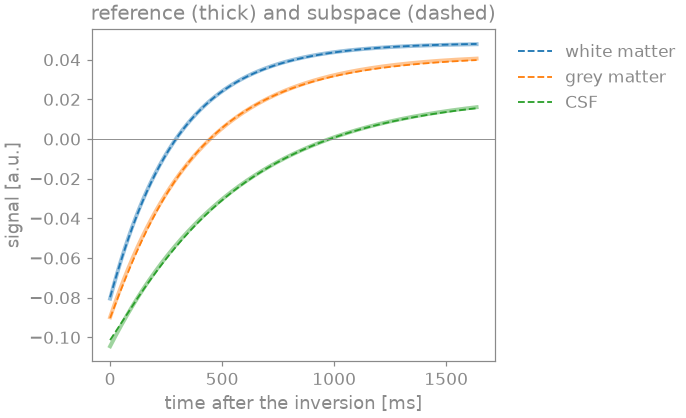 reference (thick) and subspace (dashed)
white matter
grey matter
CSF
0.04
0.02
0.00
−0.02
−0.04
−0.06
−0.08
−0.10
signal [a.u.]
0
500
1000
1500
time after the inversion [ms]